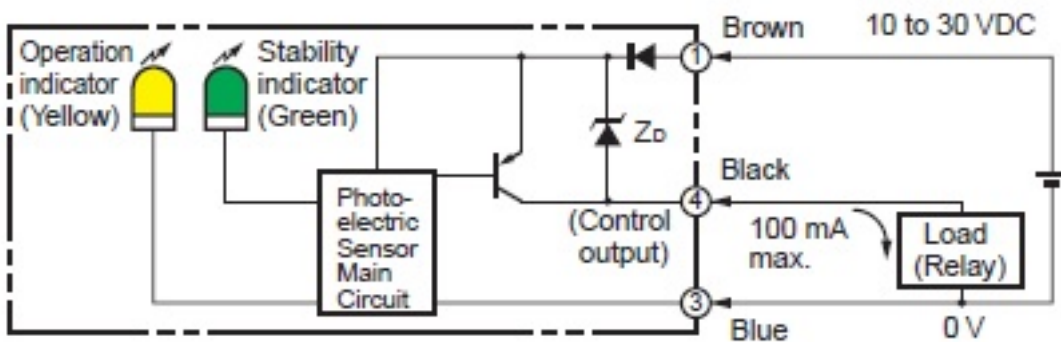 Operation
indicator
(Yellow)
Stability
indicator
(Green)
Brown
10 to 30 VDC
1
ZD
Photo-
electric
Sensor
Main
Circuit
Black
4
(Control
output)
100 mA
max.
Load
(Relay)
3
Blue
0 V